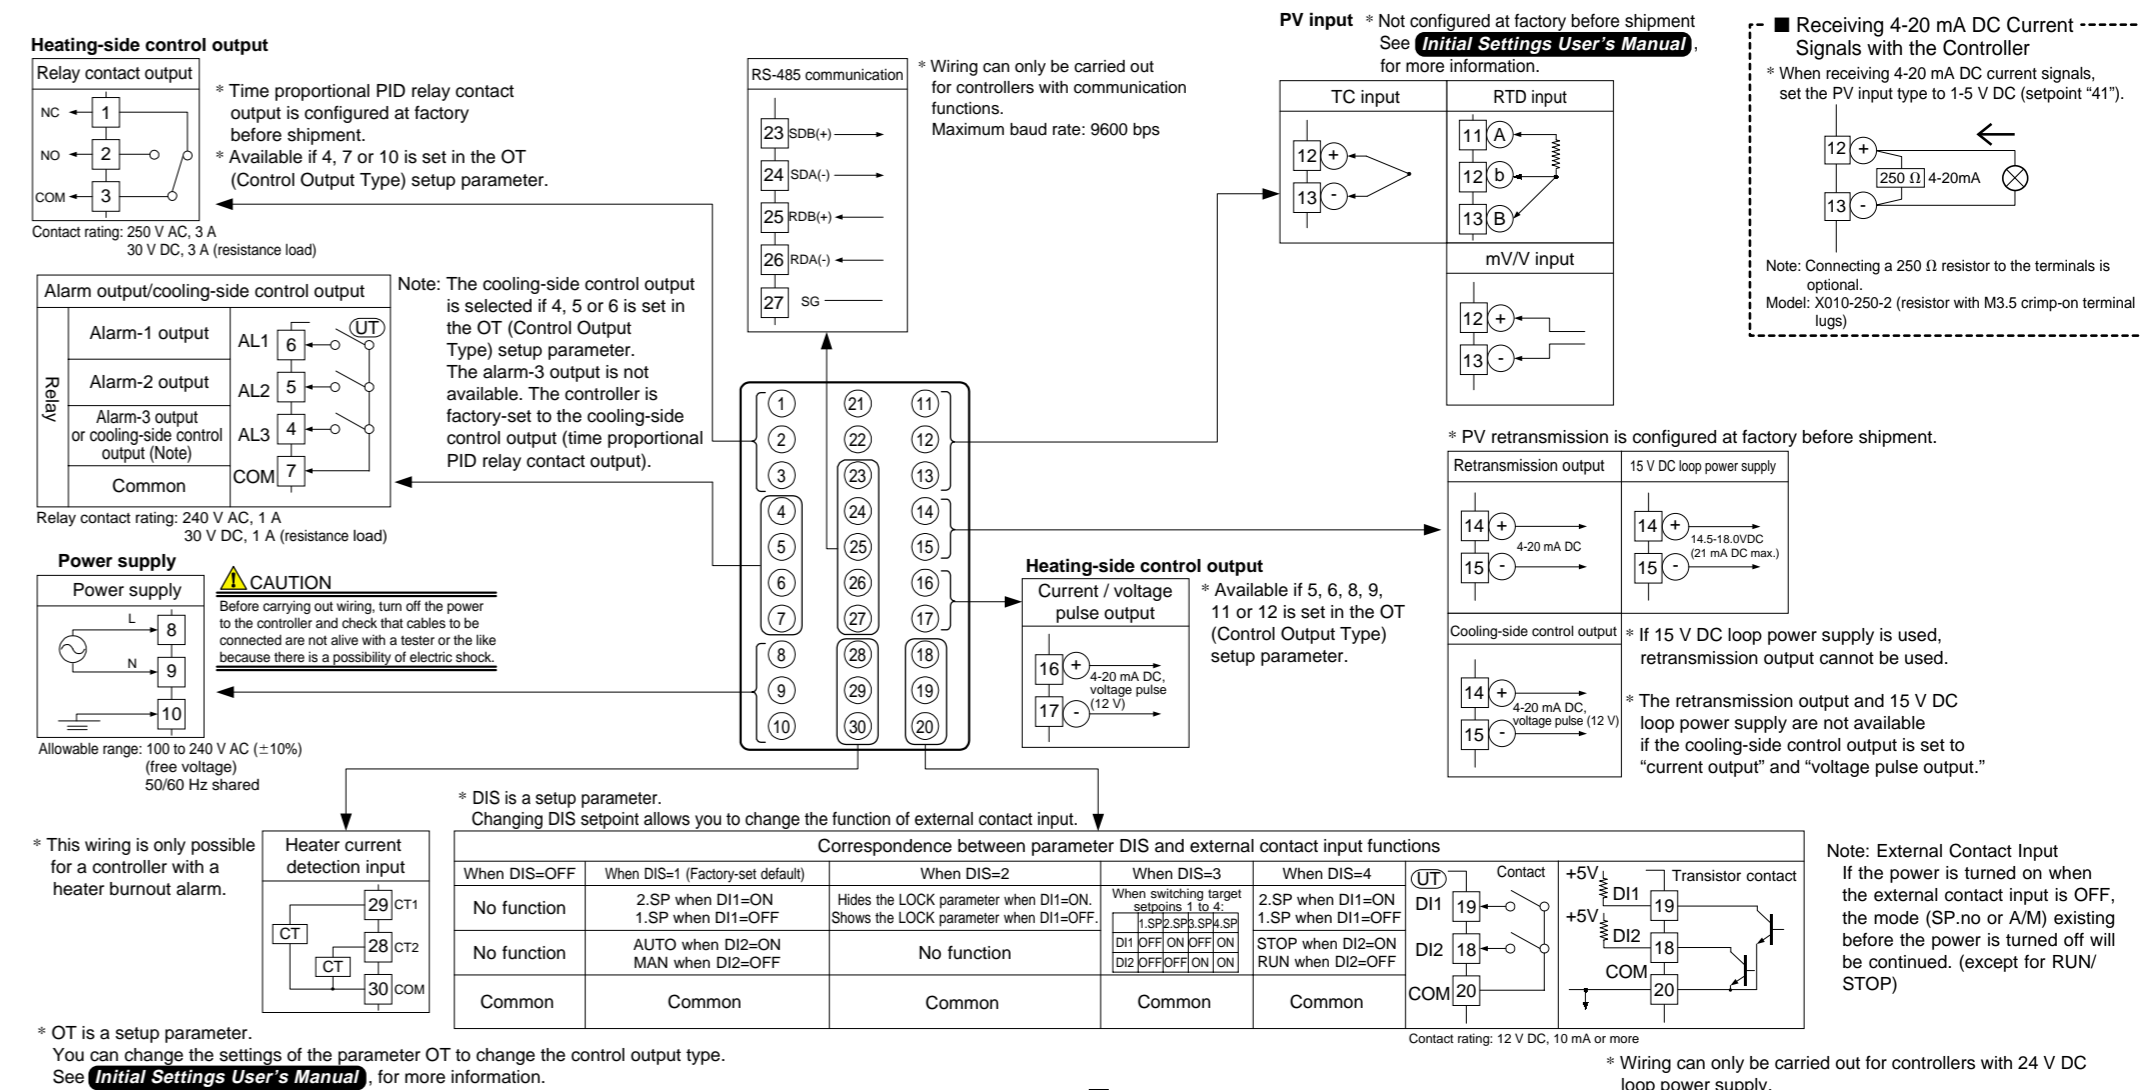 Heating-side control output
Relay contact output
NC
1
NO
2
COM
3
Contact rating: 250 V AC, 3 A
30 V DC, 3 A (resistance load)
* Time proportional PID relay contact
output is configured at factory
before shipment.
* Available if 4, 7 or 10 is set in the OT
(Control Output Type) setup parameter.
Alarm output/cooling-side control output
Relay
Alarm-1 output
Alarm-2 output
Alarm-3 output
or cooling-side control
output (Note)
Common
UT
AL1 6
AL2 5
AL3 4
COM 7
Relay contact rating: 240 V AC, 1 A
30 V DC, 1 A (resistance load)
Note: The cooling-side control output
is selected if 4, 5 or 6 is set in
the OT (Control Output
Type) setup parameter.
The alarm-3 output is not
available. The controller is
factory-set to the cooling-side
control output (time proportional
PID relay contact output).
Power supply
Power supply
L
8
N
9
10
Allowable range: 100 to 240 V AC (±10%)
(free voltage)
50/60 Hz shared
CAUTION
Before carrying out wiring, turn off the power
to the controller and check that cables to be
connected are not alive with a tester or the like
because there is a possibility of electric shock.
RS-485 communication
23 SDB(+)
24 SDA(-)
25 RDB(+)
26 RDA(-)
27 SG
* Wiring can only be carried out
for controllers with communication
functions.
Maximum baud rate: 9600 bps
1 21 11
2 22 12
3 23 13
4 24 14
5 25 15
6 26 16
7 27 17
8 28 18
9 29 19
10 30 20
PV input * Not configured at factory before shipment
See Initial Settings User's Manual,
for more information.
TC input
12 +
13 -
RTD input
11 A
12 b
13 B
mV/V input
12 +
13 -
■ Receiving 4-20 mA DC Current
Signals with the Controller
* When receiving 4-20 mA DC current signals,
set the PV input type to 1-5 V DC (setpoint “41”).
12 +
250 Ω 4-20mA
13 -
Note: Connecting a 250 Ω resistor to the terminals is
optional.
Model: X010-250-2 (resistor with M3.5 crimp-on terminal
lugs)
* PV retransmission is configured at factory before shipment.
Retransmission output
14 +
4-20 mA DC
15 -
15 V DC loop power supply
14 +
14.5-18.0VDC
(21 mA DC max.)
15 -
Cooling-side control output
14 +
4-20 mA DC,
voltage pulse (12 V)
15 -
* If 15 V DC loop power supply is used,
retransmission output cannot be used.
* The retransmission output and 15 V DC
loop power supply are not available
if the cooling-side control output is set to
“current output” and “voltage pulse output.”
Heating-side control output
Current / voltage
pulse output
16 +
4-20 mA DC,
voltage pulse
(12 V)
17 -
* Available if 5, 6, 8, 9,
11 or 12 is set in the OT
(Control Output Type)
setup parameter.
* This wiring is only possible
for a controller with a
heater burnout alarm.
Heater current
detection input
29 CT1
CT
28 CT2
CT
30 COM
* DIS is a setup parameter.
Changing DIS setpoint allows you to change the function of external contact input.
Correspondence between parameter DIS and external contact input functions
When DIS=OFF
No function
No function
Common
When DIS=1 (Factory-set default)
2.SP when DI1=ON
1.SP when DI1=OFF
AUTO when DI2=ON
MAN when DI2=OFF
Common
When DIS=2
Hides the LOCK parameter when DI1=ON.
Shows the LOCK parameter when DI1=OFF.
No function
Common
When DIS=3
When switching target
setpoins 1 to 4:
1.SP 2.SP 3.SP 4.SP
DI1 OFF ON OFF ON
DI2 OFF OFF ON ON
Common
When DIS=4
2.SP when DI1=ON
1.SP when DI1=OFF
STOP when DI2=ON
RUN when DI2=OFF
Common
UT
Contact
DI1 19
DI2 18
COM 20
+5V
Transistor contact
DI1
19
+5V
DI2
18
COM
20
Contact rating: 12 V DC, 10 mA or more
Note: External Contact Input
If the power is turned on when
the external contact input is OFF,
the mode (SP.no or A/M) existing
before the power is turned off will
be continued. (except for RUN/
STOP)
* OT is a setup parameter.
You can change the settings of the parameter OT to change the control output type.
See Initial Settings User's Manual, for more information.
* Wiring can only be carried out for controllers with 24 V DC
loop power supply.